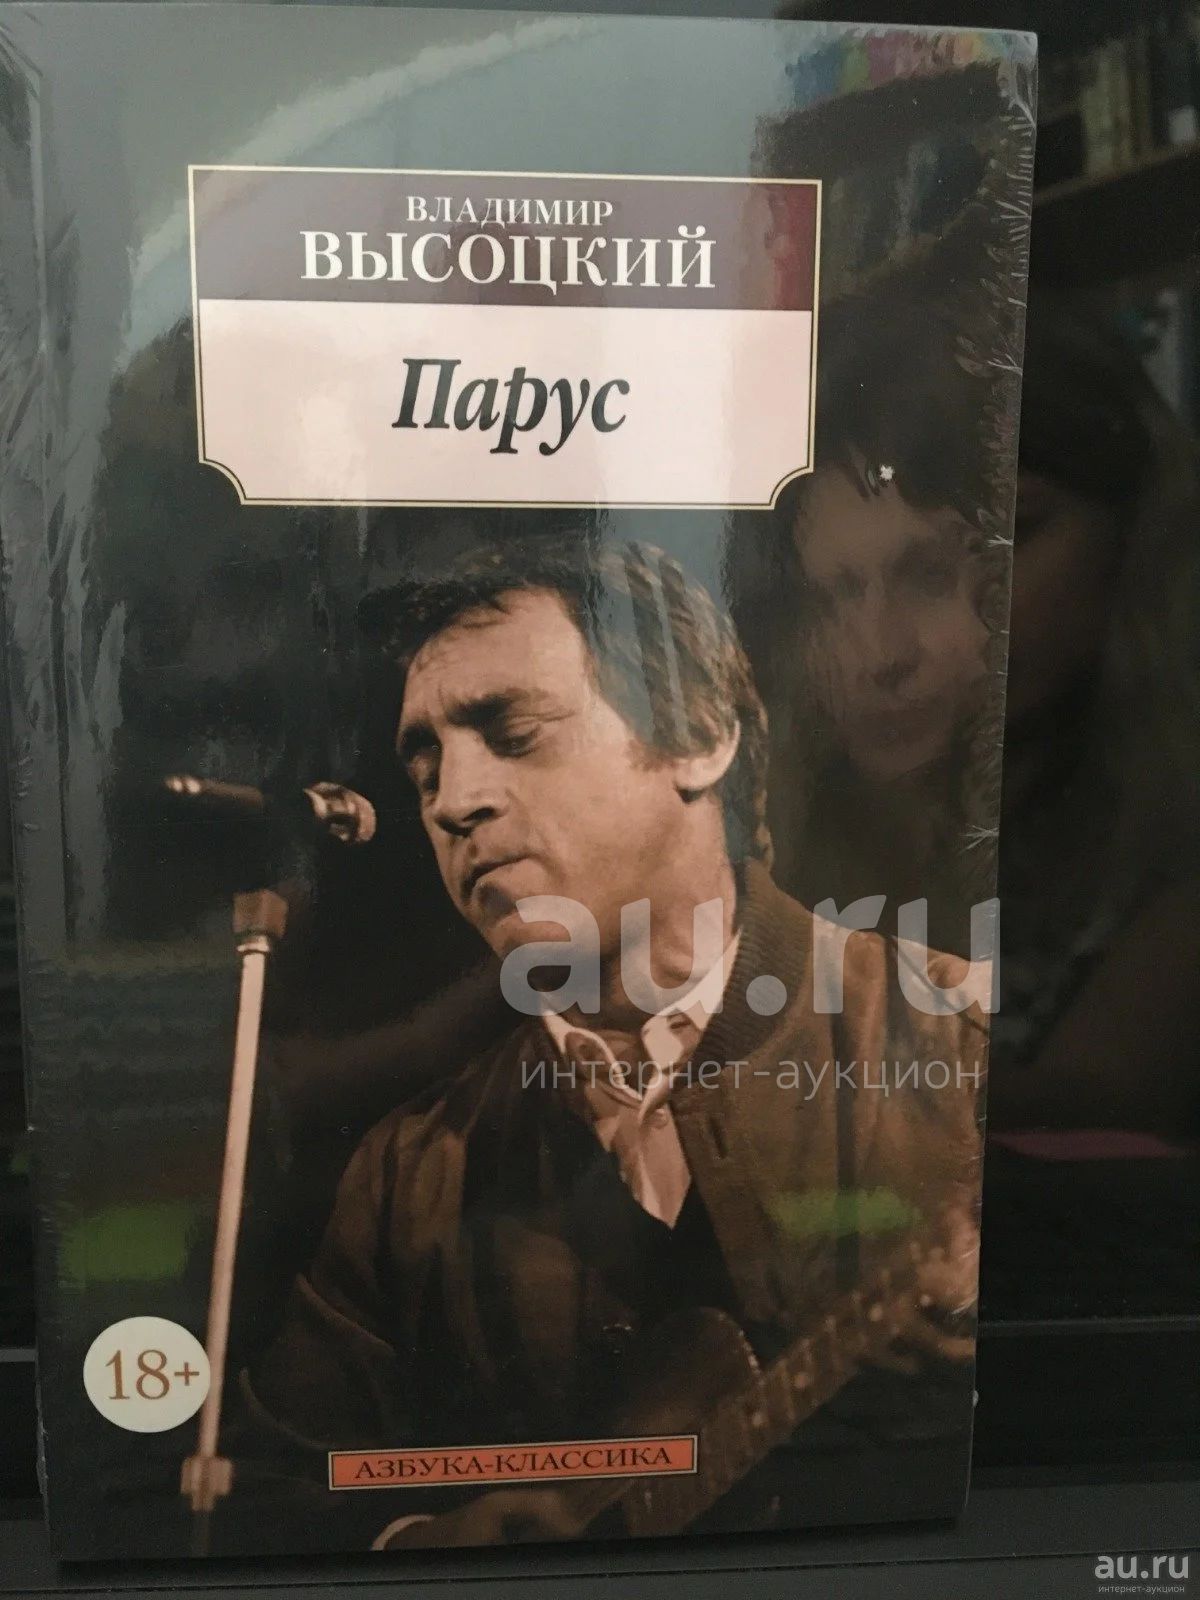 ВЛАДИМИР
ВЫСОЦКИЙ
Парус
au.ru
интернет-аукцион
18+
АЗБУКА-КЛАССИКА
au.ru
интернет-аукцион